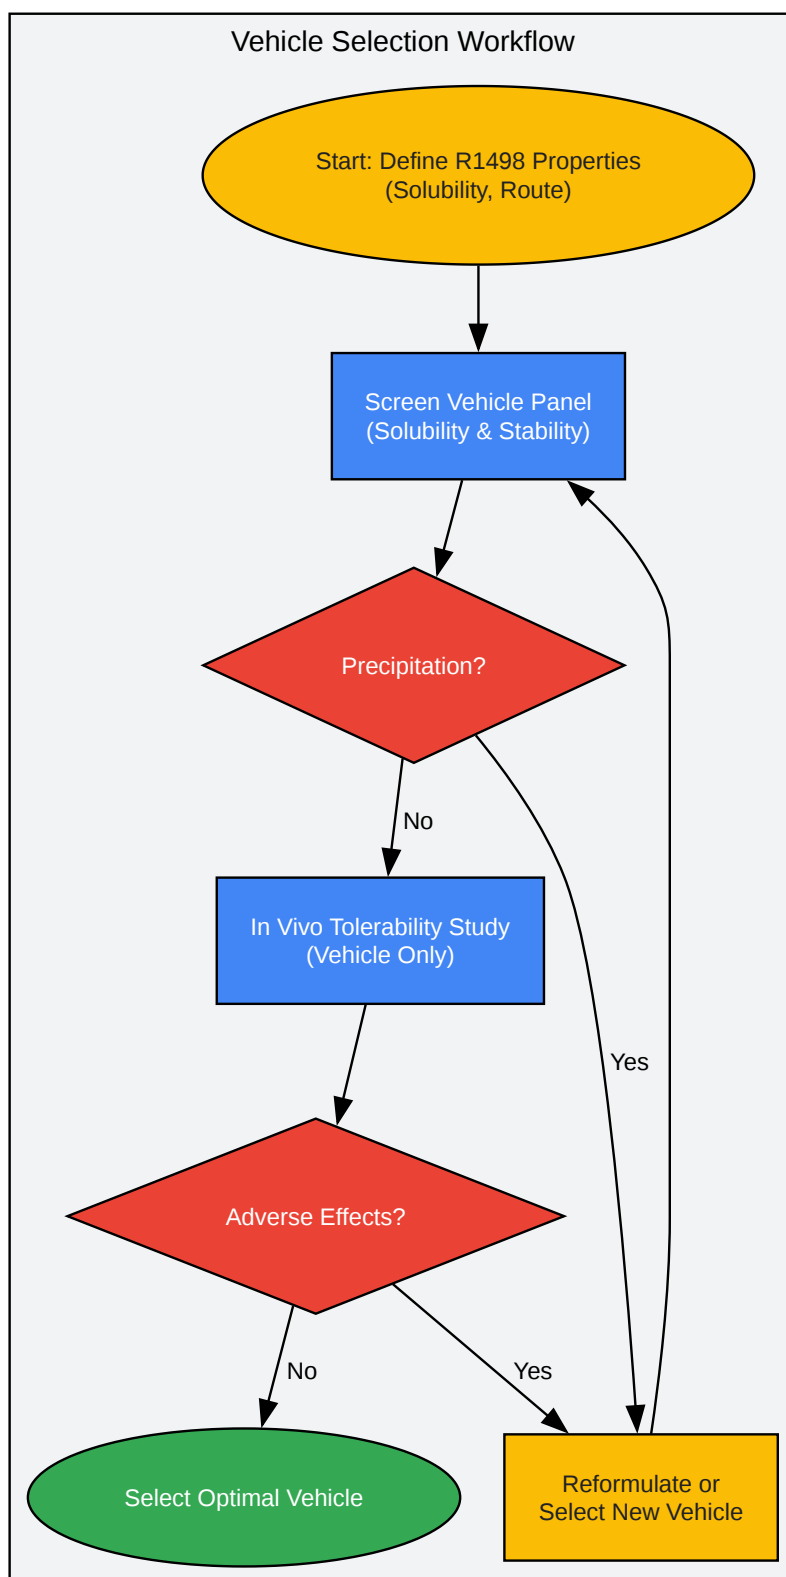 Vehicle Selection Workflow
Start: Define R1498 Properties
(Solubility, Route)
Screen Vehicle Panel
(Solubility & Stability)
Precipitation?
No
In Vivo Tolerability Study
(Vehicle Only)
Yes
Adverse Effects?
No
Yes
Select Optimal Vehicle
Reformulate or
Select New Vehicle